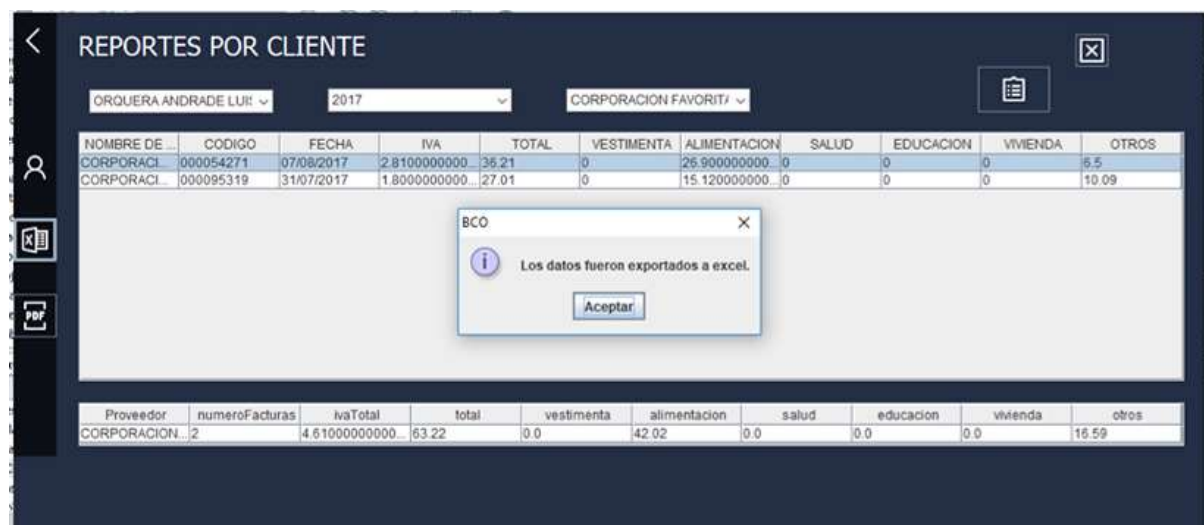 REPORTES POR CLIENTE
ORQUERA ANDRADE LUIS 2017 CORPORACION FAVORITA
NOMBRE DE ... CODIGO FECHA IVA TOTAL VESTIMENTA ALIMENTACION SALUD EDUCACION VIVIENDA OTROS
CORPORACI... 000054271 07/08/2017 2.8100000000... 35.21 0 26.900000000... 0 0 0 6.5
CORPORACI... 000095319 31/07/2017 1.8000000000... 27.01 0 15.120000000... 0 0 0 10.09
BCO
Los datos fueron exportados a excel.
Aceptar
PDF
Proveedor numeroFacturas ivaTotal total vestimenta alimentacion salud educacion vivienda otros
CORPORACION... 2 4.61000000000... 63.22 0.0 42.02 0.0 0.0 0.0 16.59